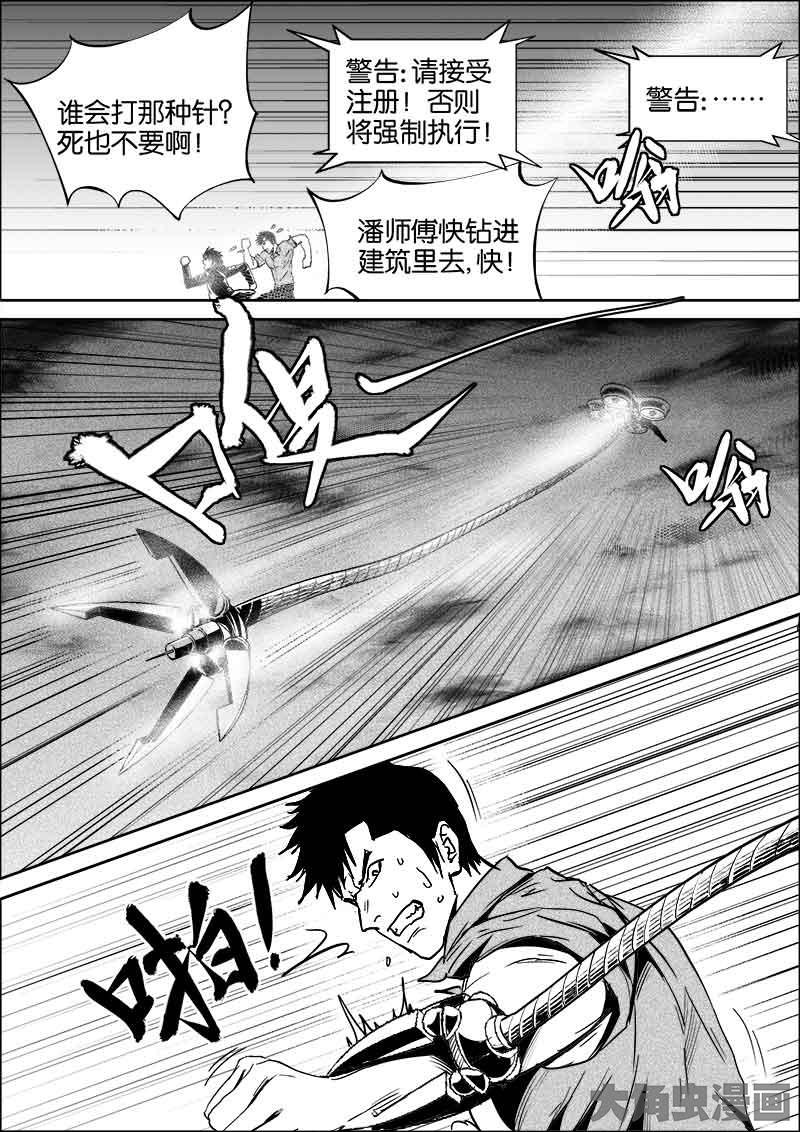 谁会打那种针？
死也不要啊！
警告：请接受
注册！否则
将强制执行！
警告：……
嗡
潘师傅快钻进
建筑里去，快！
嗖
嗡
啪！
大角虫漫画